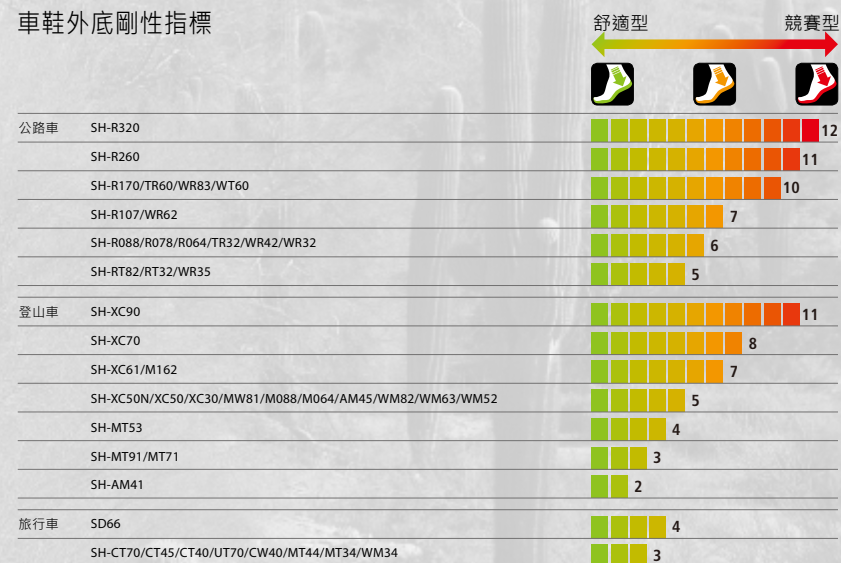 車鞋外底剛性指標
舒適型 競賽型
公路車 SH-R320 12
SH-R260 11
SH-R170/TR60/WR83/WT60 10
SH-R107/WR62 7
SH-R088/R078/R064/TR32/WR42/WR32 6
SH-RT82/RT32/WR35 5
登山車 SH-XC90 11
SH-XC70 8
SH-XC61/M162 7
SH-XC50N/XC50/XC30/MW81/M088/M064/AM45/WM82/WM63/WM52 5
SH-MT53 4
SH-MT91/MT71 3
SH-AM41 2
旅行車 SD66 4
SH-CT70/CT45/CT40/UT70/CW40/MT44/MT34/WM34 3